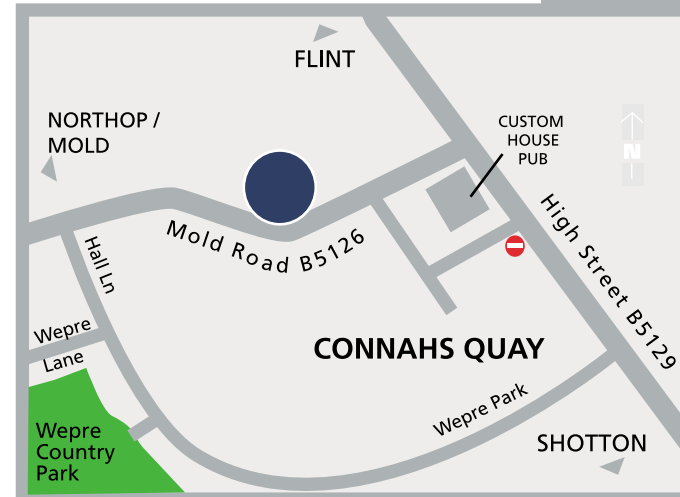 FLINT
NORTHOP /
MOLD
CUSTOM
HOUSE
PUB
N
High Street B5129
Mold Road B5126
Hall Ln
Wepre
Lane
CONNAHS QUAY
Wepre Park
Wepre
Country
Park
SHOTTON